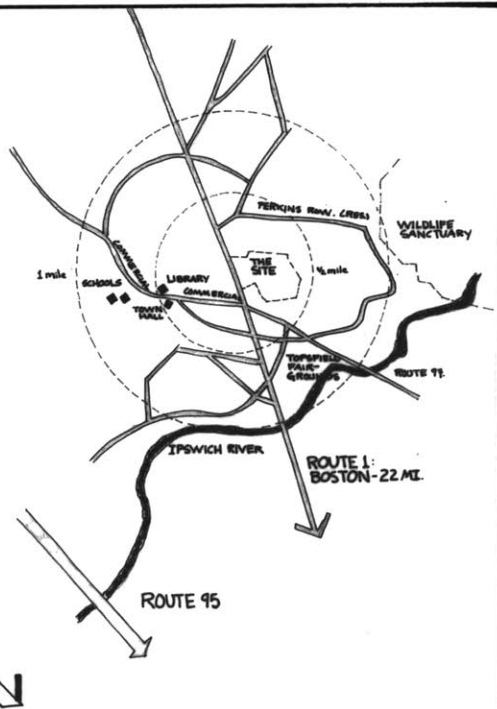 PERKINS ROW.
WILDLIFE
SANCTUARY
THE
SITE
½ mile
1 mile
COMMERCIAL
LIBRARY
COMMERCIAL
SCHOOLS
TOWN
HALL
TOPSFIELD
FAIR-
GROUNDS
ROUTE 97.
IPSWICH RIVER
ROUTE 1:
BOSTON-22 MI.
ROUTE 95